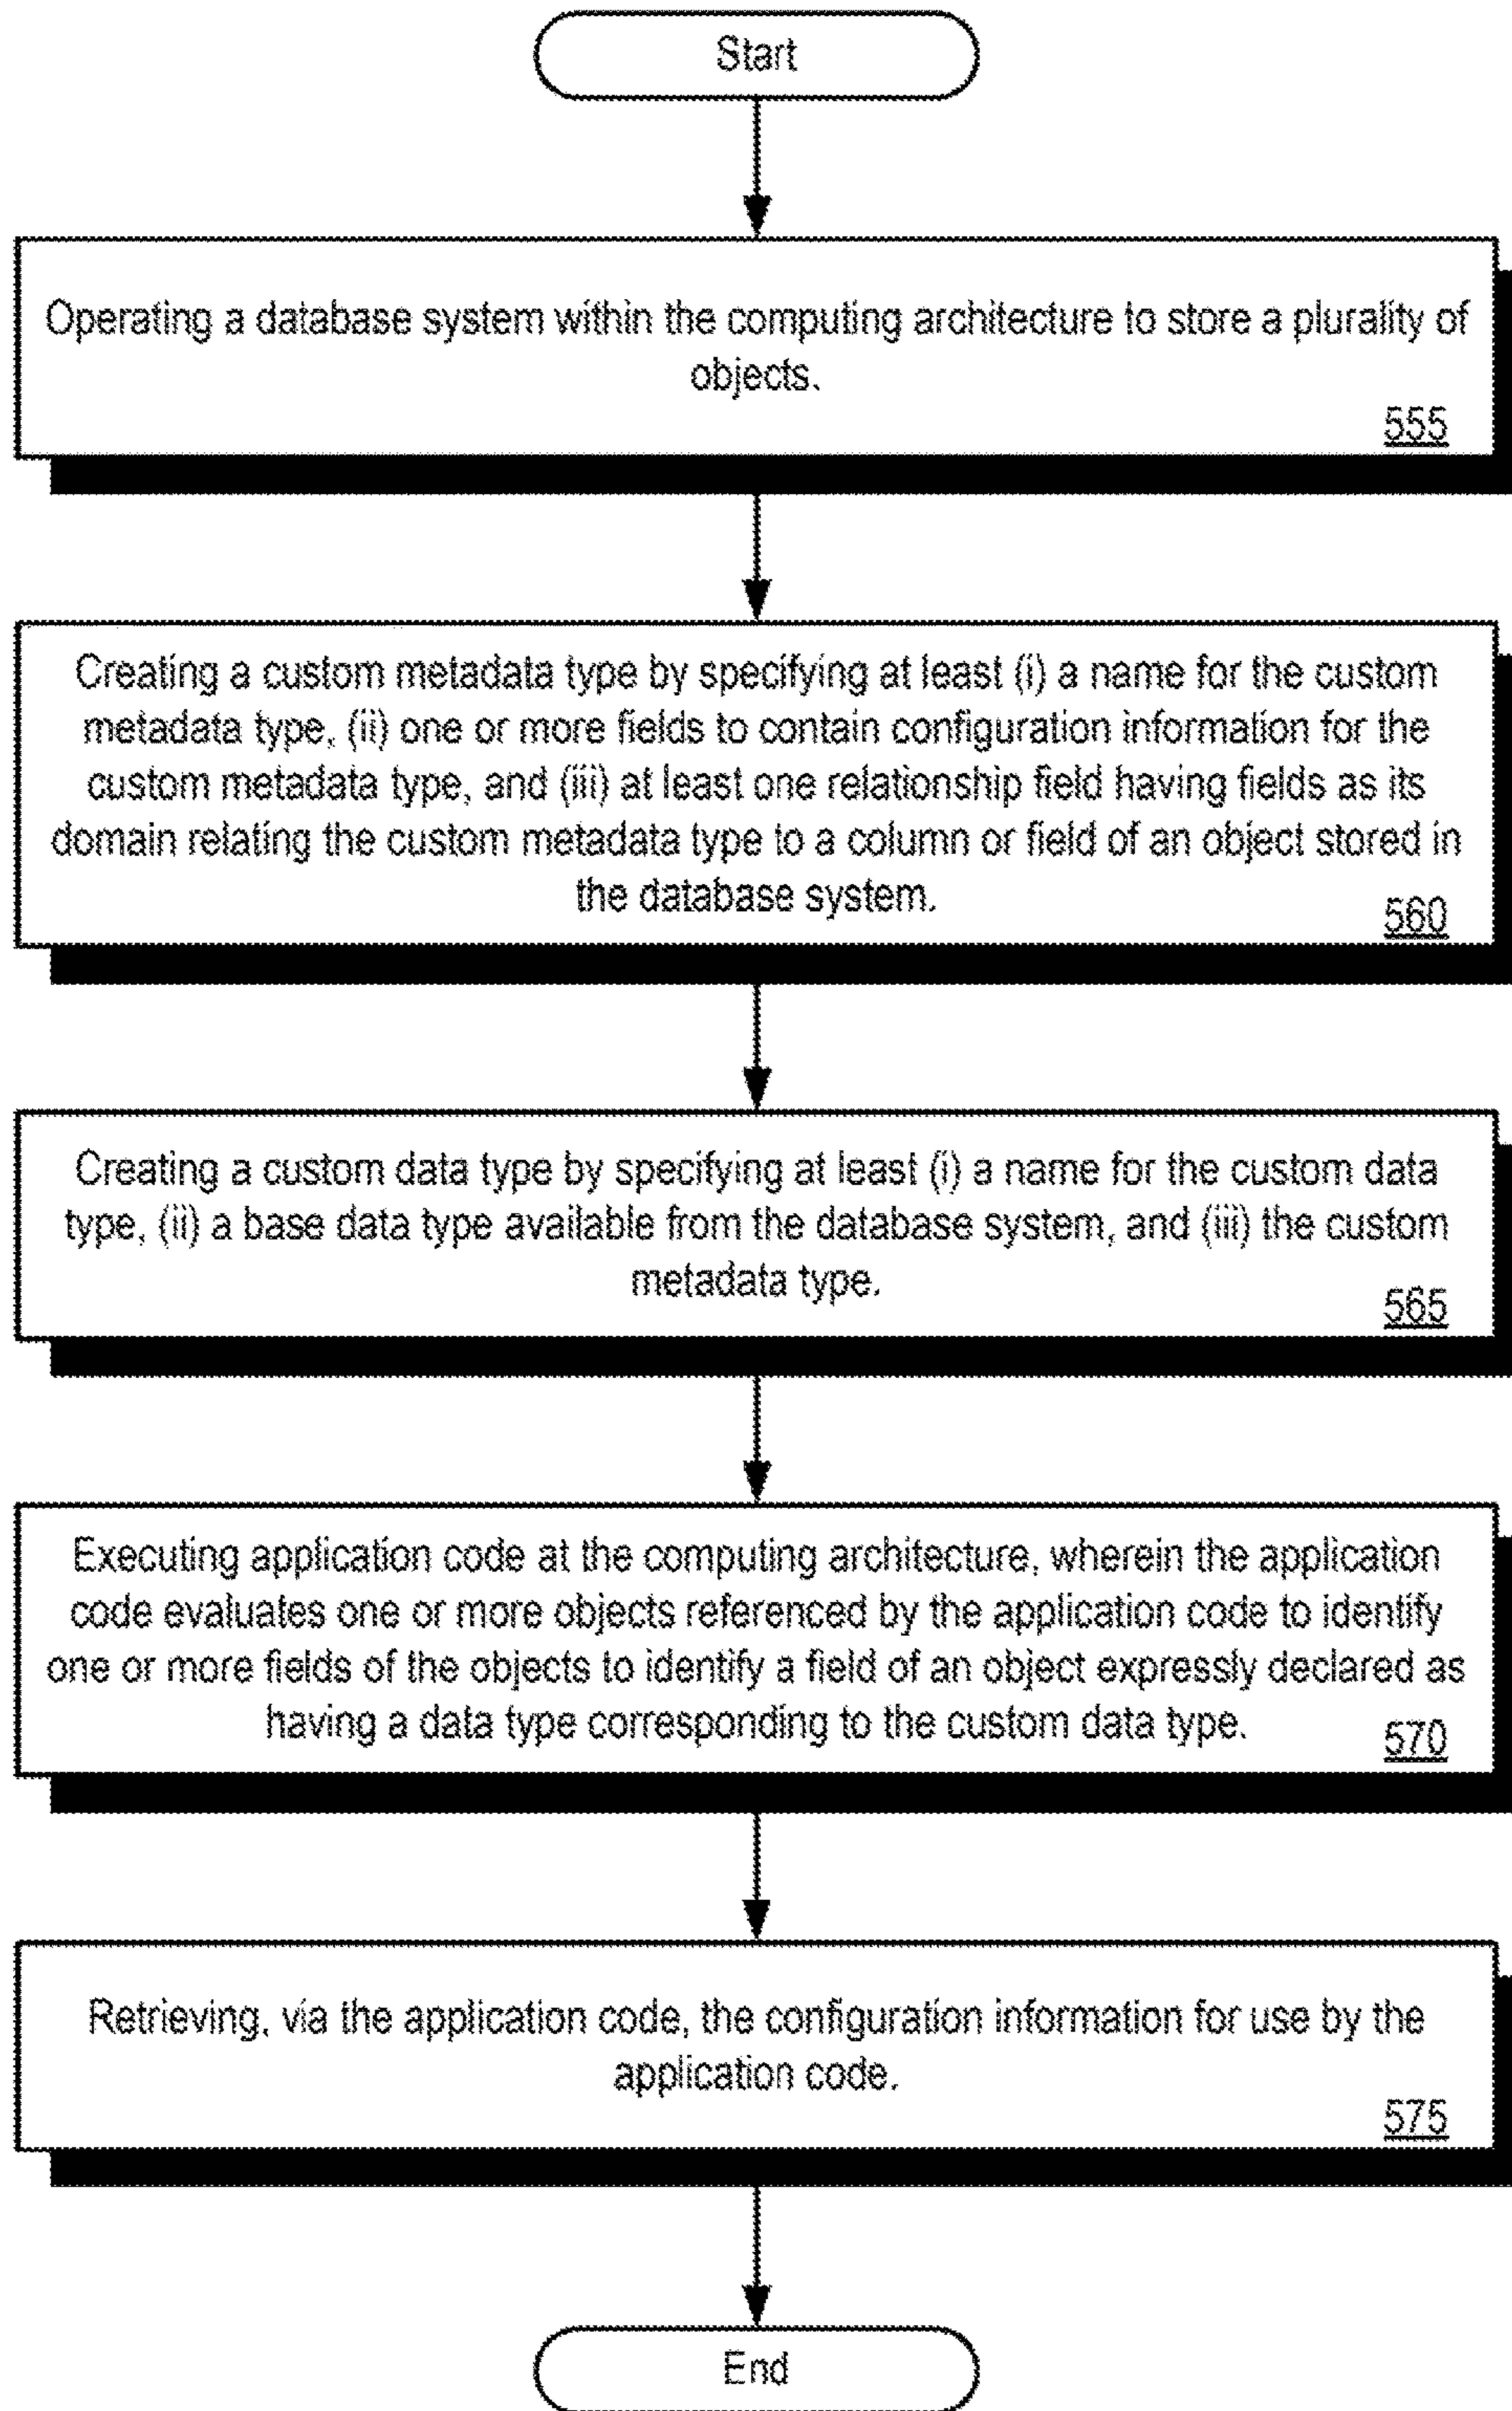 Start
Operating a database system within the computing architecture to store a plurality of
objects.
555
Creating a custom metadata type by specifying at least (i) a name for the custom
metadata type, (ii) one or more fields to contain configuration information for the
custom metadata type, and (iii) at least one relationship field having fields as its
domain relating the custom metadata type to a column or field of an object stored in
the database system.
560
Creating a custom data type by specifying at least (i) a name for the custom data
type, (ii) a base data type available from the database system, and (iii) the custom
metadata type.
565
Executing application code at the computing architecture, wherein the application
code evaluates one or more objects referenced by the application code to identify
one or more fields of the objects to identify a field of an object expressly declared as
having a data type corresponding to the custom data type.
570
Retrieving, via the application code, the configuration information for use by the
application code.
575
End